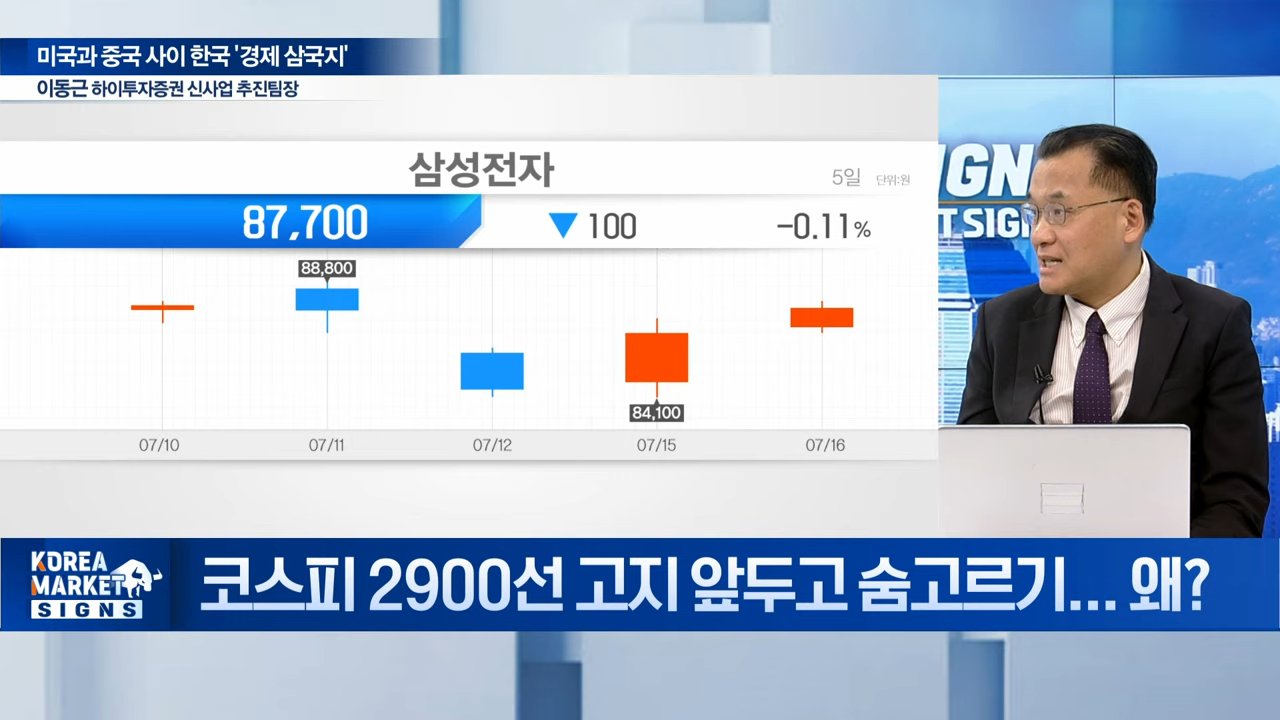 미국과 중국 사이 한국 '경제 삼국지'
이동근 하이투자증권 신사업 추진팀장
삼성전자
5일 단위:원
87,700 ▼ 100 -0.11%
88,800
84,100
07/10 07/11 07/12 07/15 07/16
IGN
T SIG
KOREA
MARKET
SIGNS
코스피 2900선 고지 앞두고 숨고르기... 왜?